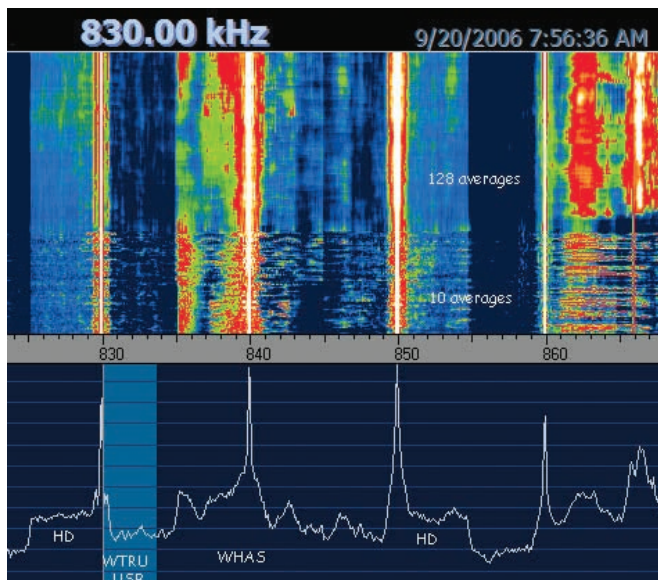 830.00 kHz
9/20/2006 7:56:36 AM
128 averages
10 averages
830 840 850 860
HD HD
WTRU WHAS
USB